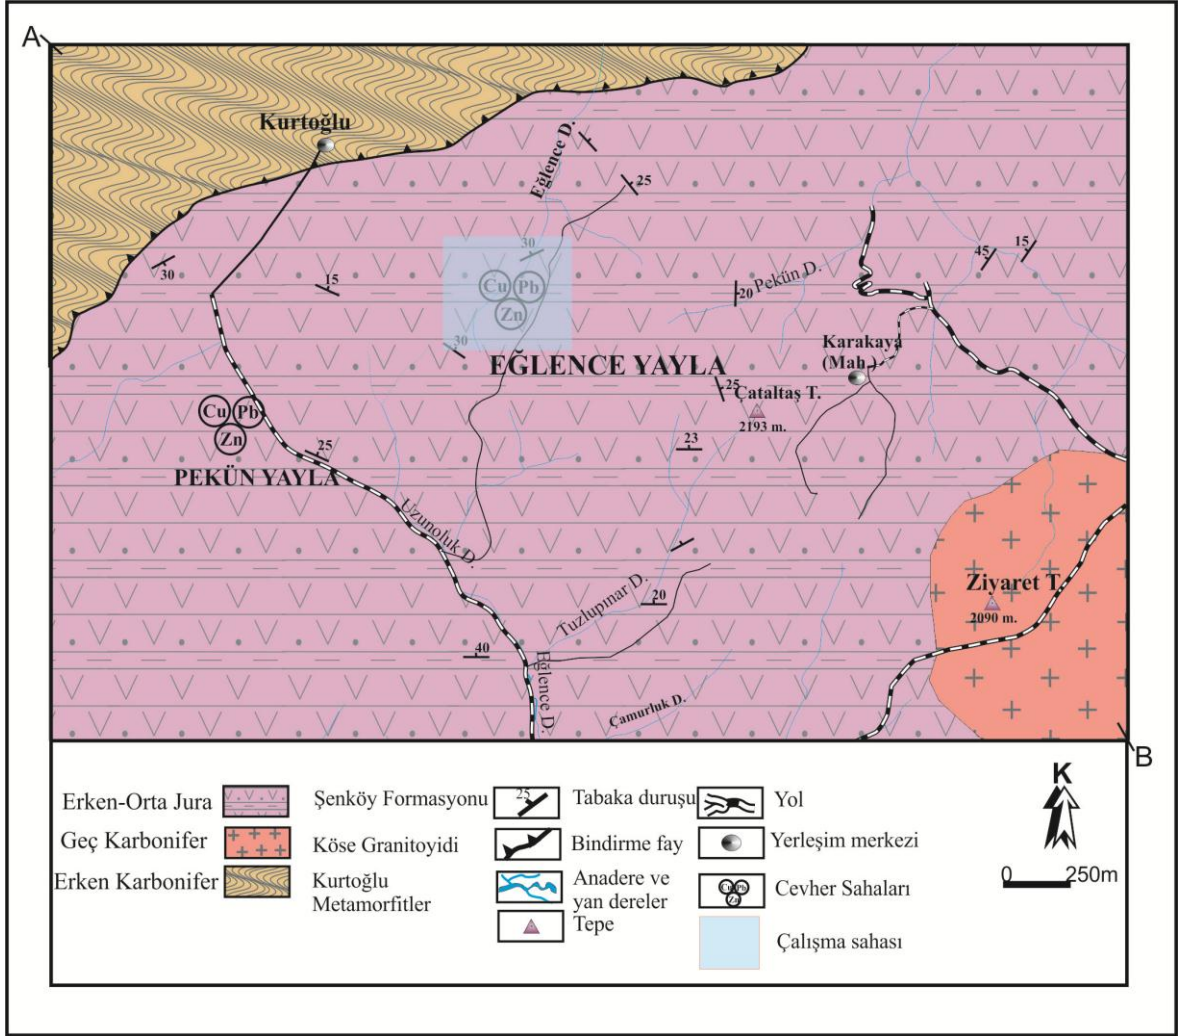 A
Kurtoğlu
Eğlence D.
25
30
45
15
30
15
20
Pekün D.
Cu Pb
Zn
30
EĞLENCE YAYLA
Karakaya
(Mah.)
25
Çataltaş T.
2193 m.
Cu Pb
Zn
25
23
PEKÜN YAYLA
Uzunoluk D.
Ziyaret T.
2090 m.
Tuzlupınar D.
20
40
Eğlence D.
Çamurluk D.
B
Erken-Orta Jura
Şenköy Formasyonu
25
Tabaka duruşu
Yol
K
Geç Karbonifer
Köse Granitoyidi
Bindirme fay
Yerleşim merkezi
0 250m
Erken Karbonifer
Kurtoğlu
Metamorfitler
Anadere ve
yan dereler
Cu Pb
Zn
Cevher Sahaları
Tepe
Çalışma sahası